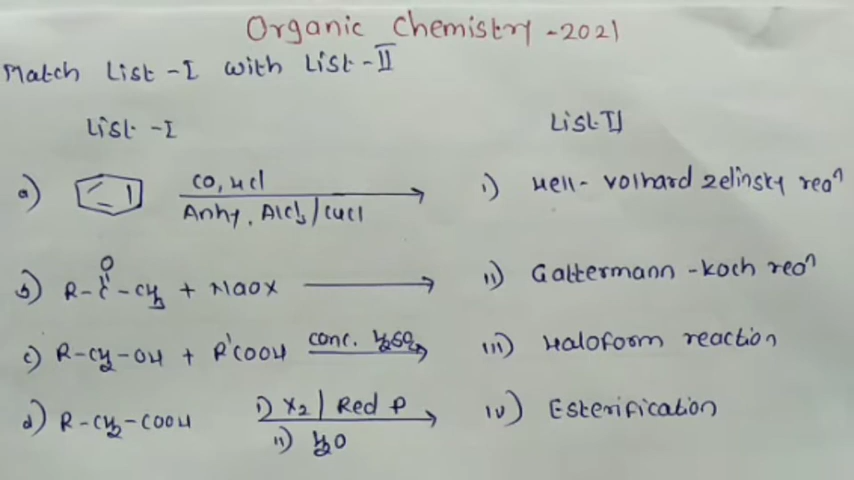 Organic Chemistry - 2021
Match List - I with List - II
List - I List II
a) CO, HCl
Anhy. AlCl3 / CuCl
i) Hell - Volhard Zelinsky reaⁿ
b) R - C - CH3 + NaOX
O
ii) Gattermann - Koch reaⁿ
c) R - CH2 - OH + R'COOH conc. H2SO4
iii) Haloform reaction
d) R - CH2 - COOH i) X2 / Red P
ii) H2O
iv) Esterification